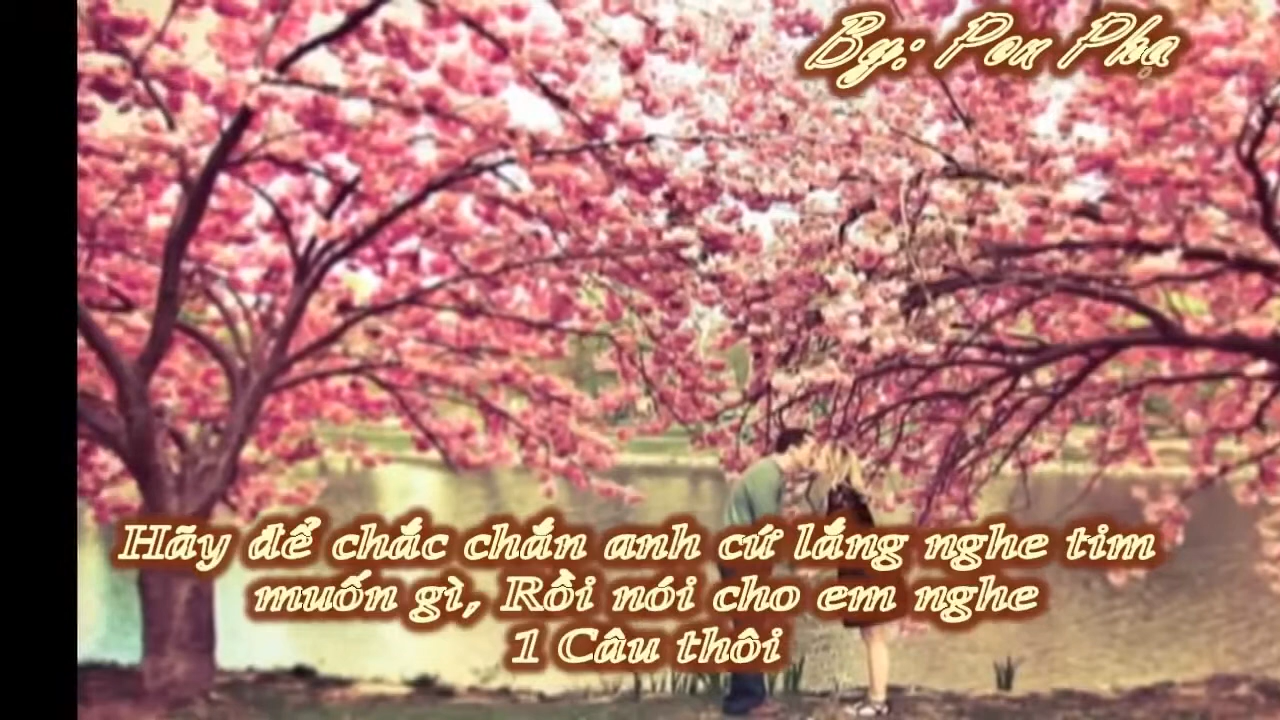 By: Pon Phạ
Hãy để chắc chắn anh cứ lắng nghe tim
muốn gì, Rồi nói cho em nghe
1 Câu thôi